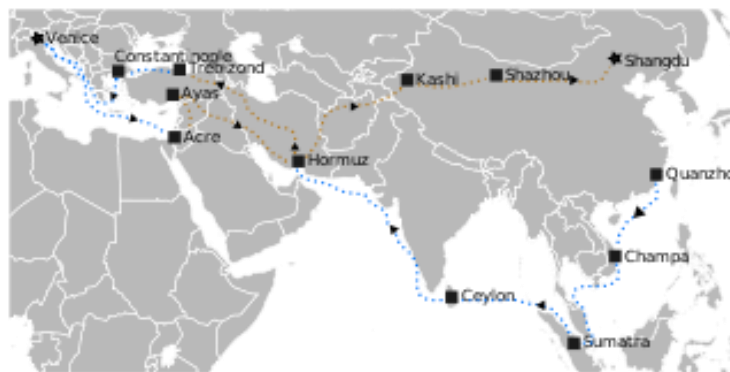 Venice
Constantinople
Trebizond
Shangdu
Kashi
Shazhou
Ayas
Acre
Hormuz
Quanzho
Champa
Ceylon
Sumatra